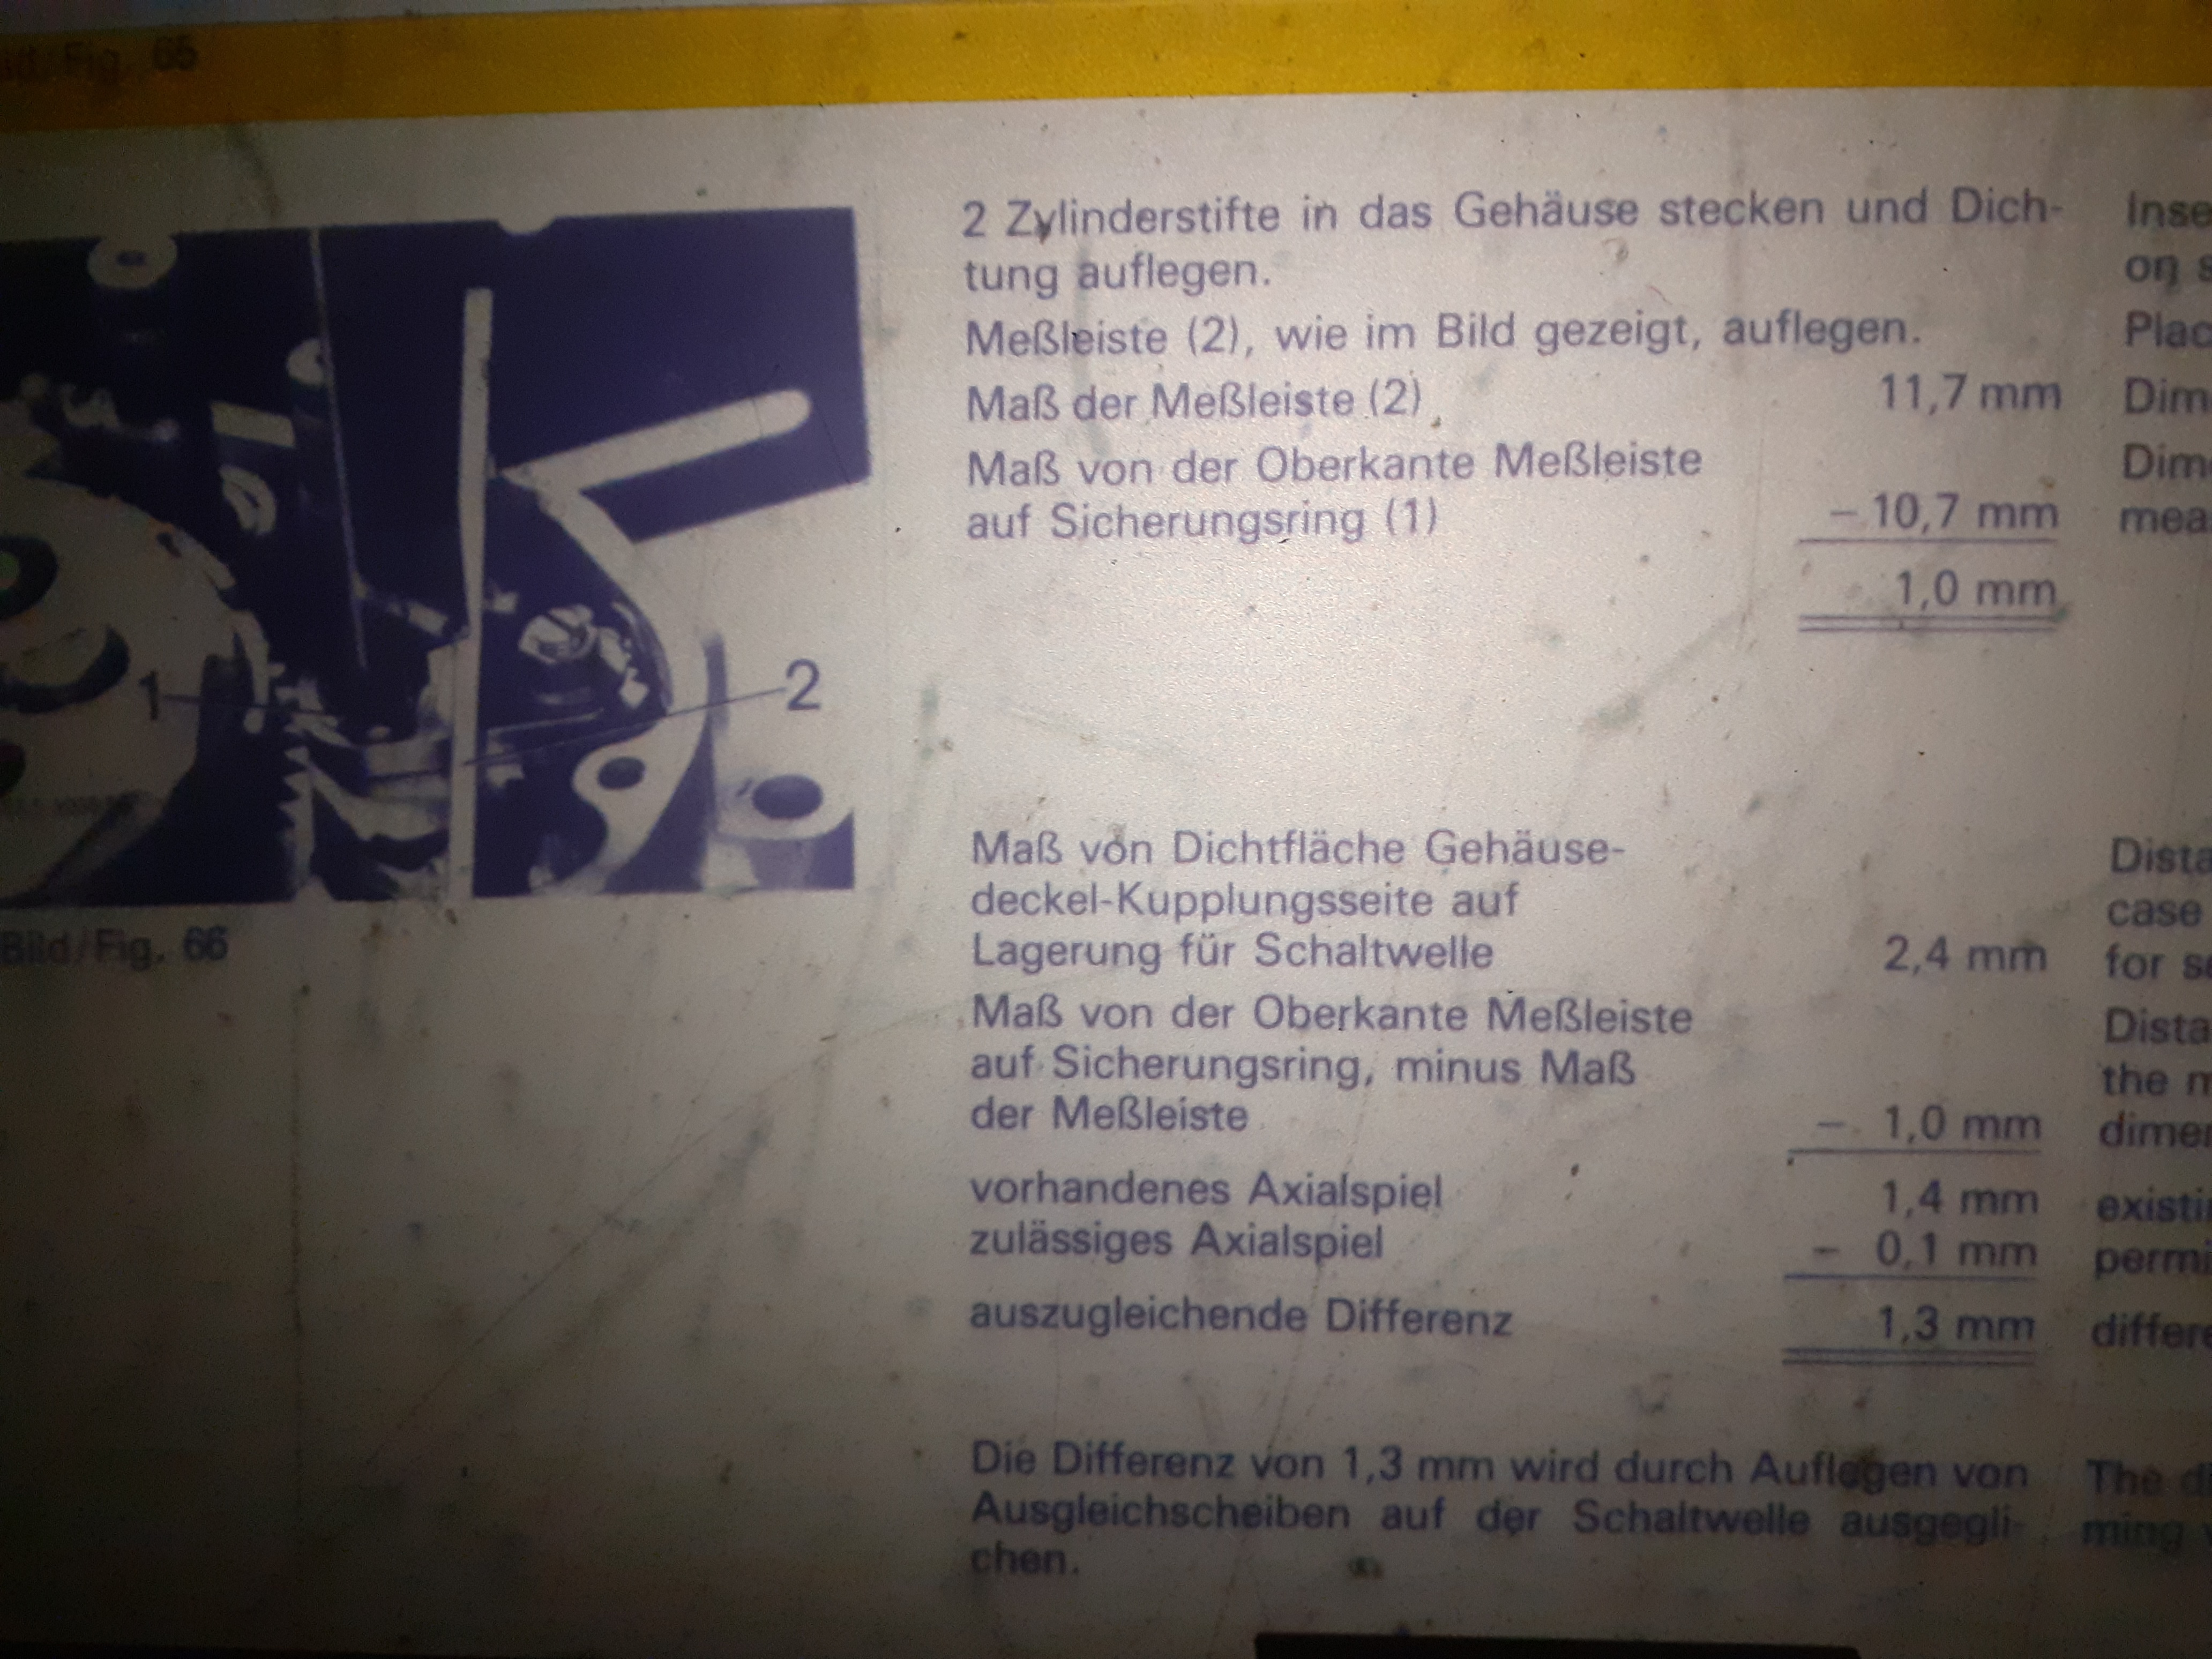 Fig. 65
1
2
Bild/Fig. 66
2 Zylinderstifte in das Gehäuse stecken und Dich-
tung auflegen.
Meßleiste (2), wie im Bild gezeigt, auflegen.
Maß der Meßleiste (2) 11,7 mm
Maß von der Oberkante Meßleiste
auf Sicherungsring (1) – 10,7 mm
1,0 mm
Maß von Dichtfläche Gehäuse-
deckel-Kupplungsseite auf
Lagerung für Schaltwelle 2,4 mm
Maß von der Oberkante Meßleiste
auf Sicherungsring, minus Maß
der Meßleiste – 1,0 mm
vorhandenes Axialspiel 1,4 mm
zulässiges Axialspiel – 0,1 mm
auszugleichende Differenz 1,3 mm
Die Differenz von 1,3 mm wird durch Auflegen von
Ausgleichscheiben auf der Schaltwelle ausgegli-
chen.
Inse
on s
Plac
Dim
Dim
mea
Dista
case
for s
Dista
the m
dimen
existi
permi
differe
The d
ming